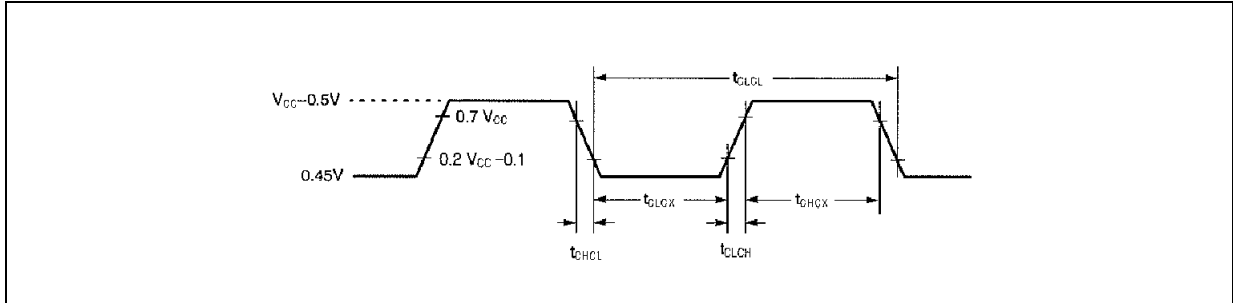 tCLCL
VCC–0.5V
0.7 VCC
0.2 VCC –0.1
0.45V
tCLCX
tCHCX
tCHCL
tCLCH